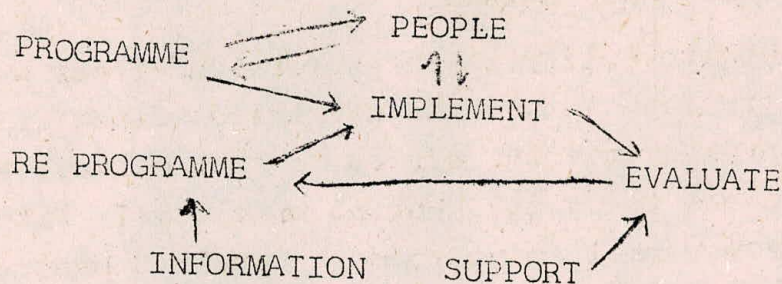 PEOPLE
PROGRAMME
IMPLEMENT
RE PROGRAMME
EVALUATE
INFORMATION SUPPORT